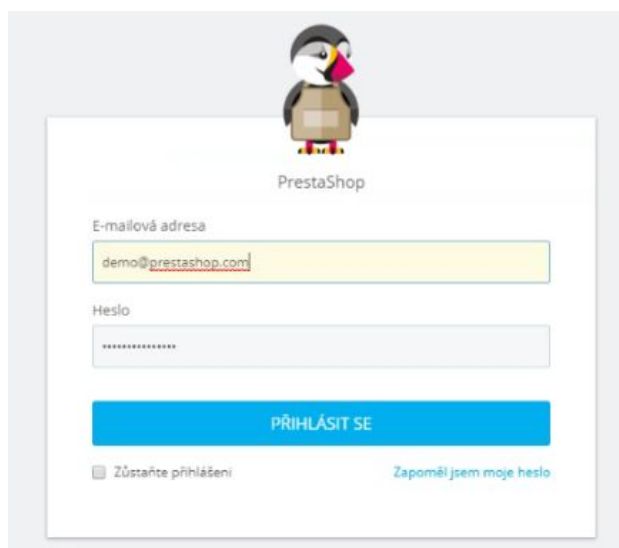 PrestaShop
E-mailová adresa
demo@prestashop.com
Heslo
•••••••••••••••
PŘIHLÁSIT SE
Zůstaňte přihlášeni
Zapoměl jsem moje heslo